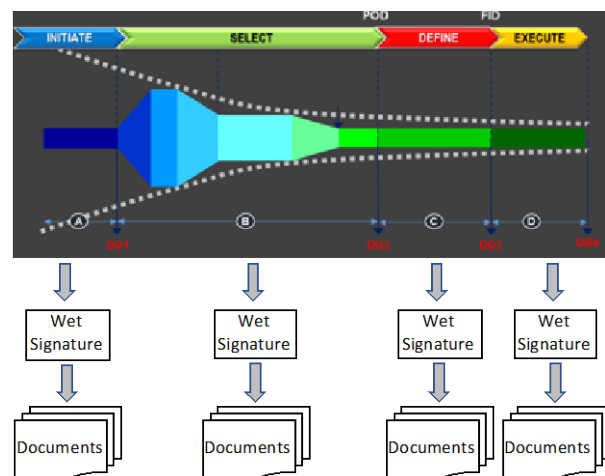 POD FID
INITIATE SELECT DEFINE EXECUTE
A B C D
DG1 DG2 DG3 DG4
Wet Signature Wet Signature Wet Signature Wet Signature
Documents Documents Documents Documents